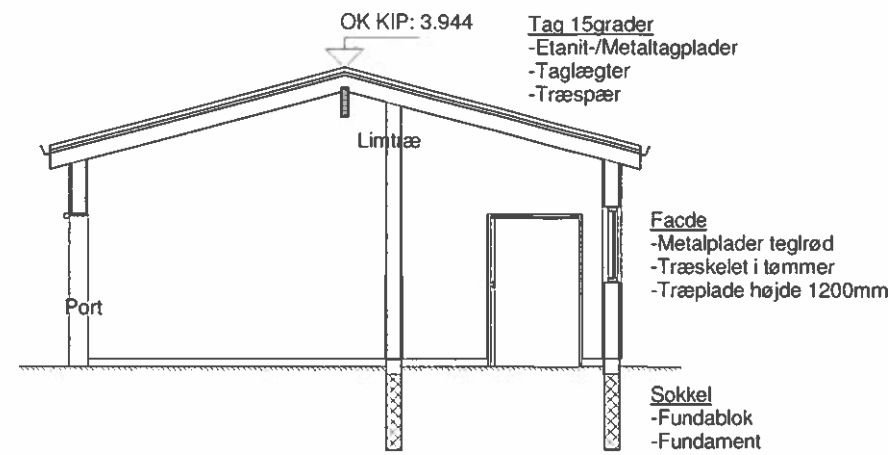 OK KIP: 3.944
Tag 15grader
-Etanit-/Metaltagplader
-Taglægter
-Træspær
Limtræ
Facde
-Metalplader teglrød
-Træskelet i tømmer
-Træplade højde 1200mm
Port
Sokkel
-Fundablok
-Fundament